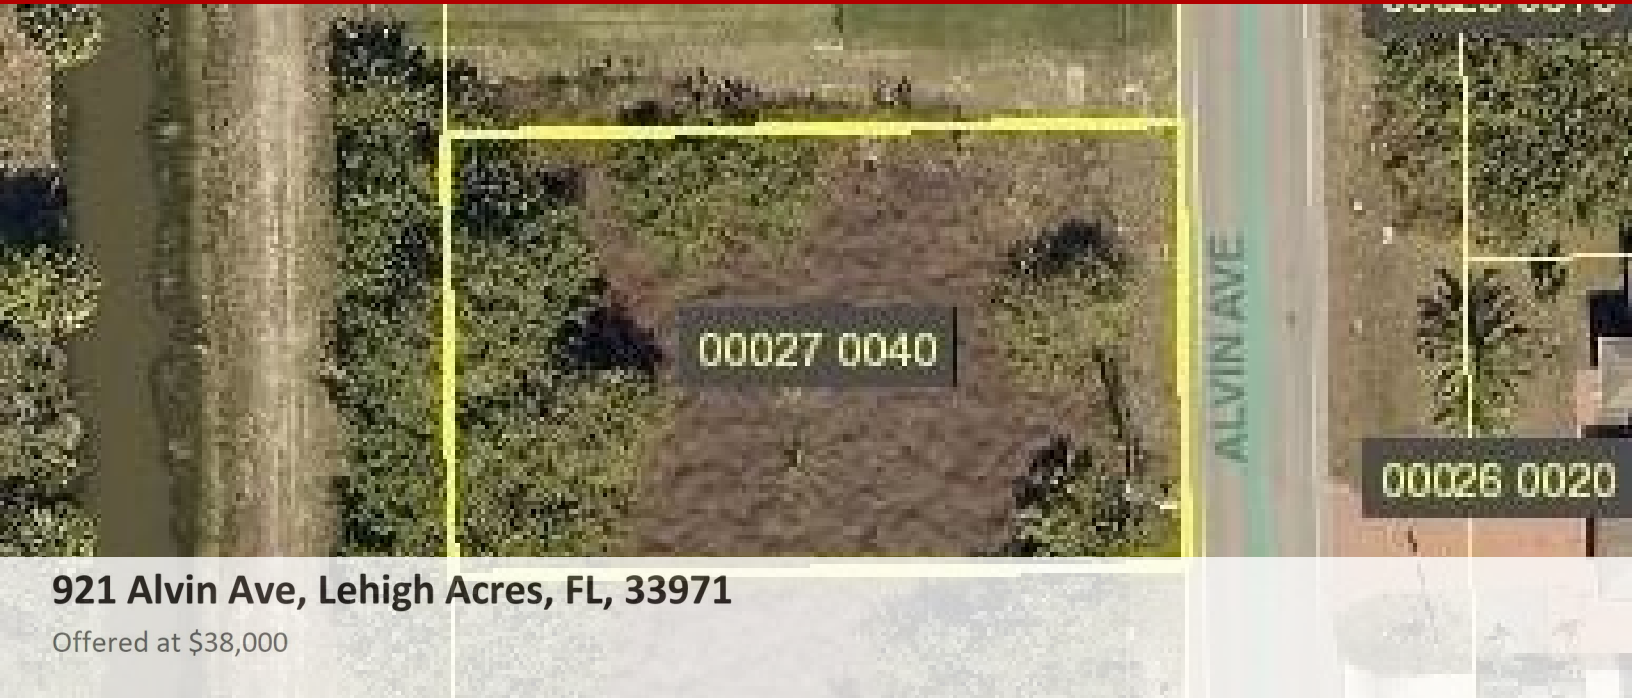 00027 0040
ALVIN AVE
00026 0020
921 Alvin Ave, Lehigh Acres, FL, 33971
Offered at $38,000